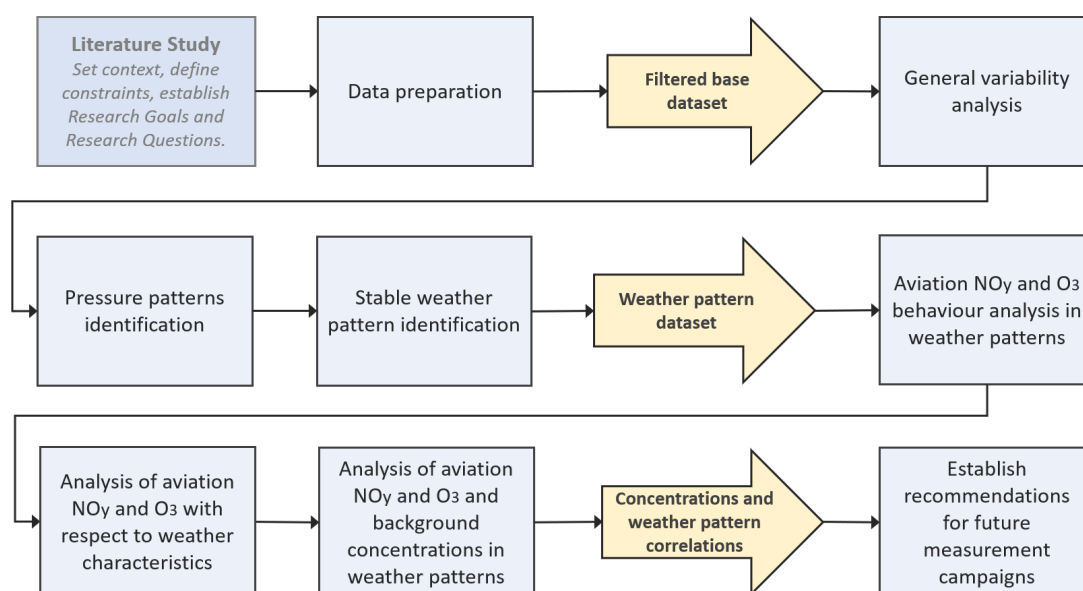 Literature Study
Set context, define
constraints, establish
Research Goals and
Research Questions.
Data preparation
Filtered base
dataset
General variability
analysis
Pressure patterns
identification
Stable weather
pattern identification
Weather pattern
dataset
Aviation NOy and O3
behaviour analysis in
weather patterns
Analysis of aviation
NOy and O3 with
respect to weather
characteristics
Analysis of aviation
NOy and O3 and
background
concentrations in
weather patterns
Concentrations and
weather pattern
correlations
Establish
recommendations
for future
measurement
campaigns